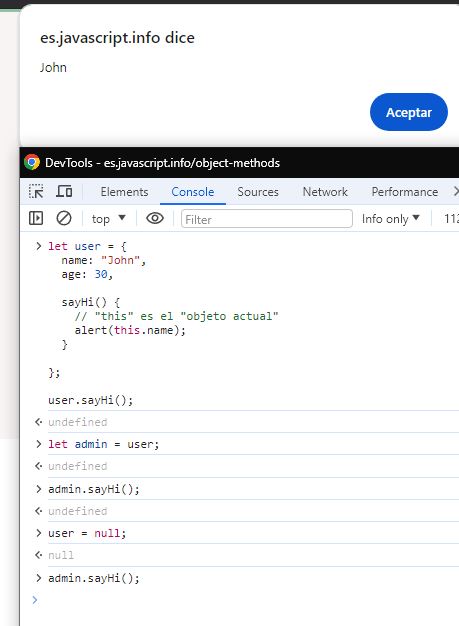 es.javascript.info dice
John
Aceptar
DevTools - es.javascript.info/object-methods
Elements Console Sources Network Performance
top Filter Info only 112
let user = {
  name: "John",
  age: 30,
  sayHi() {
    // "this" es el "objeto actual"
    alert(this.name);
  }
};
user.sayHi();
undefined
let admin = user;
undefined
admin.sayHi();
undefined
user = null;
null
admin.sayHi();